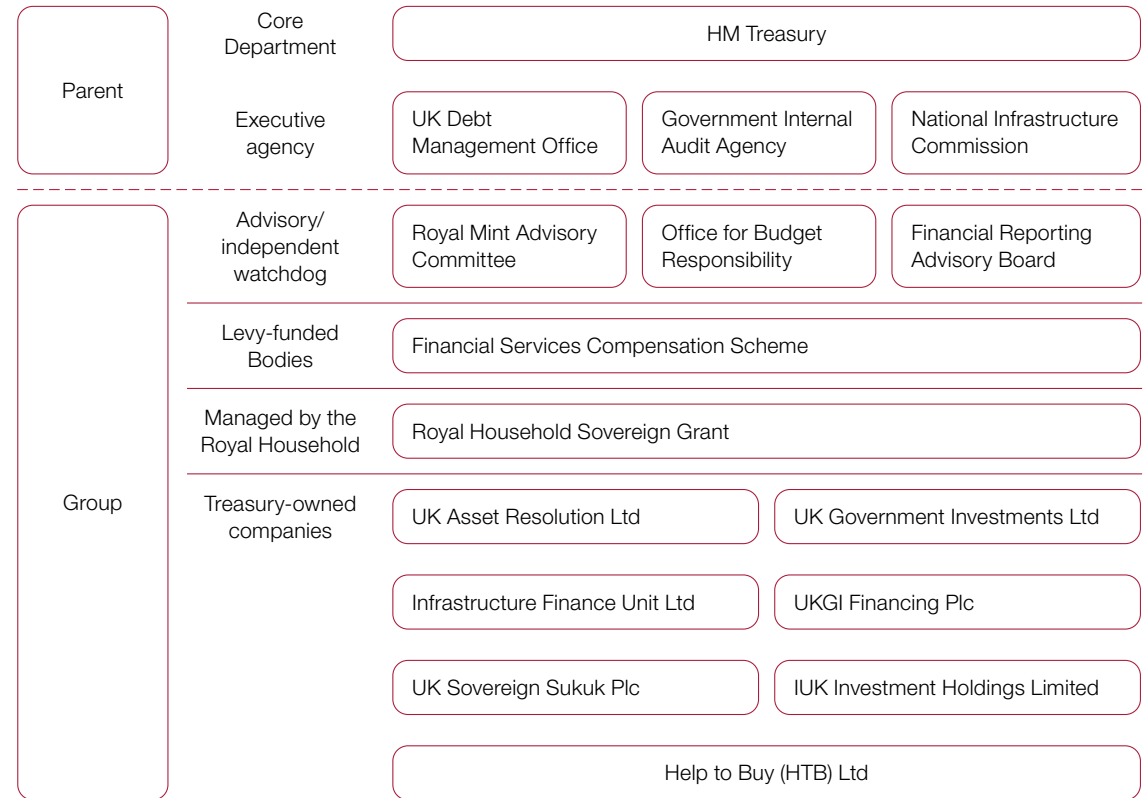 Parent
Core
Department
HM Treasury
Executive
agency
UK Debt
Management Office
Government Internal
Audit Agency
National Infrastructure
Commission
Group
Advisory/
independent
watchdog
Royal Mint Advisory
Committee
Office for Budget
Responsibility
Financial Reporting
Advisory Board
Levy-funded
Bodies
Financial Services Compensation Scheme
Managed by the
Royal Household
Royal Household Sovereign Grant
Treasury-owned
companies
UK Asset Resolution Ltd
UK Government Investments Ltd
Infrastructure Finance Unit Ltd
UKGI Financing Plc
UK Sovereign Sukuk Plc
IUK Investment Holdings Limited
Help to Buy (HTB) Ltd